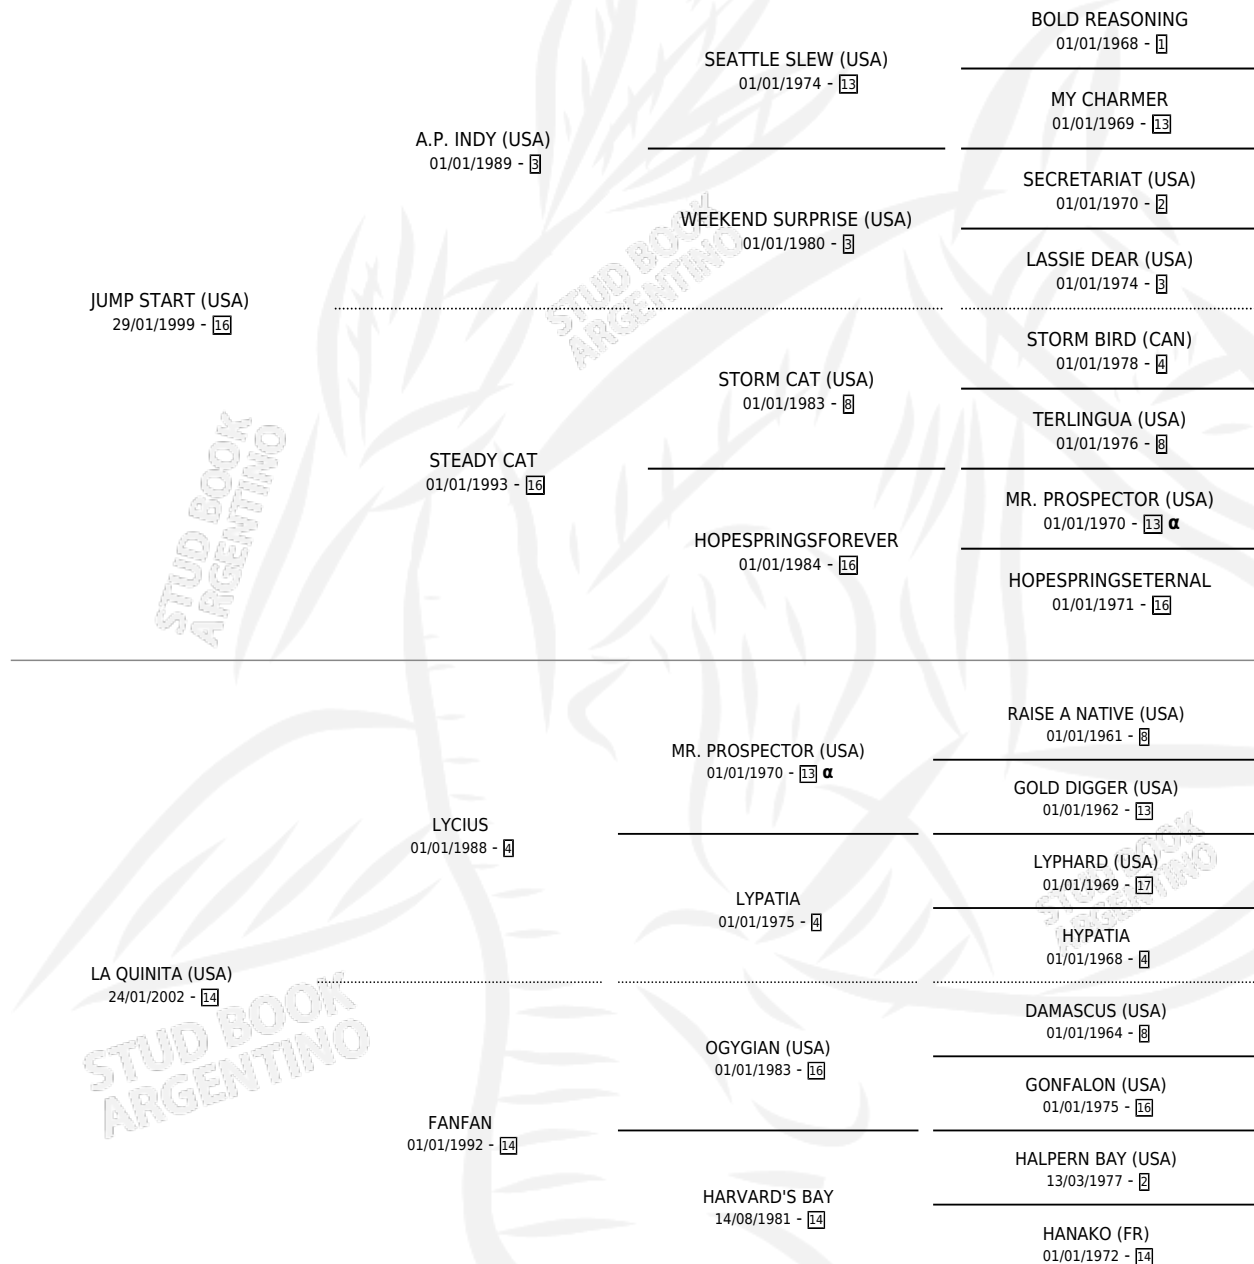 BOLD REASONING
01/01/1968 - 1
SEATTLE SLEW (USA)
01/01/1974 - 13
MY CHARMER
01/01/1969 - 13
A.P. INDY (USA)
01/01/1989 - 3
SECRETARIAT (USA)
01/01/1970 - 2
WEEKEND SURPRISE (USA)
01/01/1980 - 3
LASSIE DEAR (USA)
01/01/1974 - 3
JUMP START (USA)
29/01/1999 - 16
STORM BIRD (CAN)
01/01/1978 - 4
STORM CAT (USA)
01/01/1983 - 8
TERLINGUA (USA)
01/01/1976 - 8
STEADY CAT
01/01/1993 - 16
MR. PROSPECTOR (USA)
01/01/1970 - 13 α
HOPESPRINGSFOREVER
01/01/1984 - 16
HOPESPRINGSETERNAL
01/01/1971 - 16
RAISE A NATIVE (USA)
01/01/1961 - 8
MR. PROSPECTOR (USA)
01/01/1970 - 13 α
GOLD DIGGER (USA)
01/01/1962 - 13
LYCIUS
01/01/1988 - 4
LYPHARD (USA)
01/01/1969 - 17
LYPATIA
01/01/1975 - 4
HYPATIA
01/01/1968 - 4
LA QUINITA (USA)
24/01/2002 - 14
DAMASCUS (USA)
01/01/1964 - 8
OGYGIAN (USA)
01/01/1983 - 16
GONFALON (USA)
01/01/1975 - 16
FANFAN
01/01/1992 - 14
HALPERN BAY (USA)
13/03/1977 - 2
HARVARD'S BAY
14/08/1981 - 14
HANAKO (FR)
01/01/1972 - 14
STUD BOOK
ARGENTINO
STUD BOOK
ARGENTINO
STUD BOOK
ARGENTINO
STUD BOOK
ARGENTINO